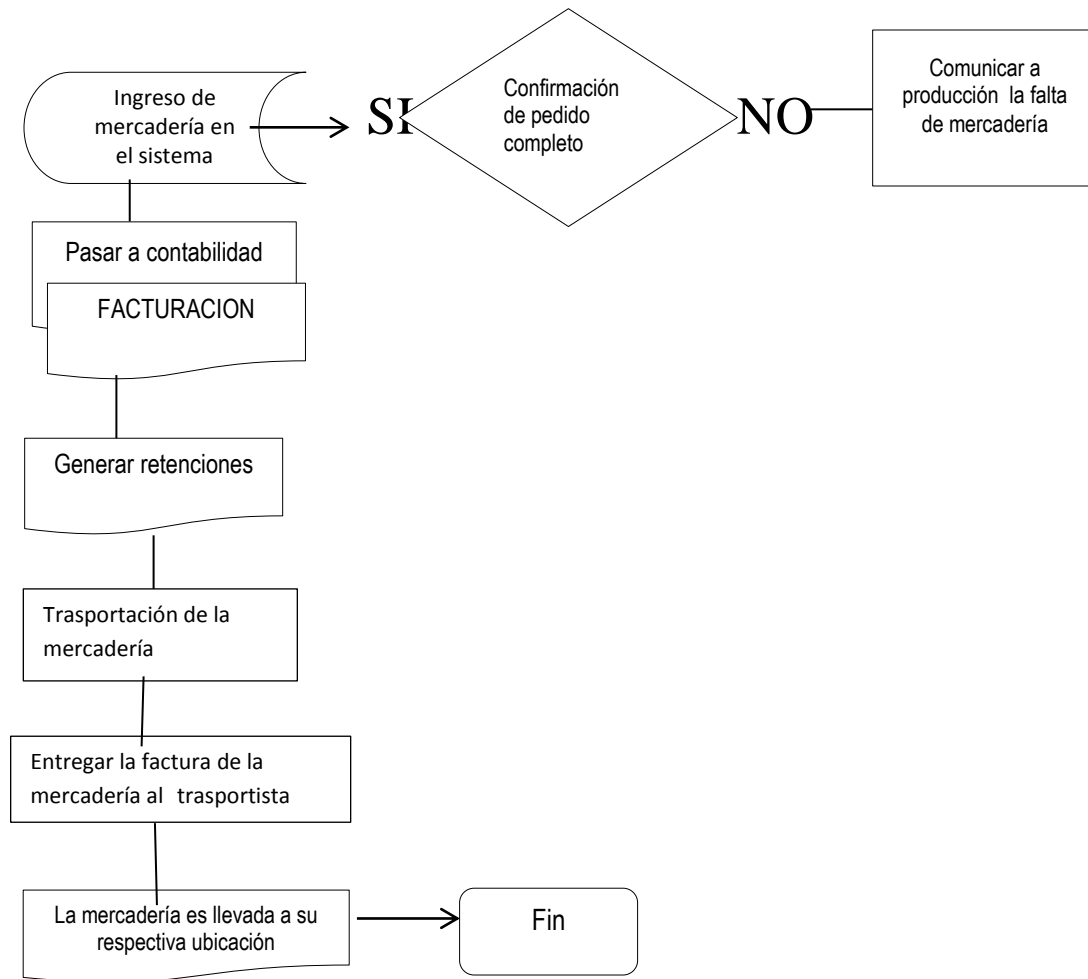 Ingreso de
mercadería en
el sistema
SI
Confirmación
de pedido
completo
NO
Comunicar a
producción la falta
de mercadería
Pasar a contabilidad
FACTURACION
Generar retenciones
Trasportación de la
mercadería
Entregar la factura de la
mercadería al trasportista
La mercadería es llevada a su
respectiva ubicación
Fin